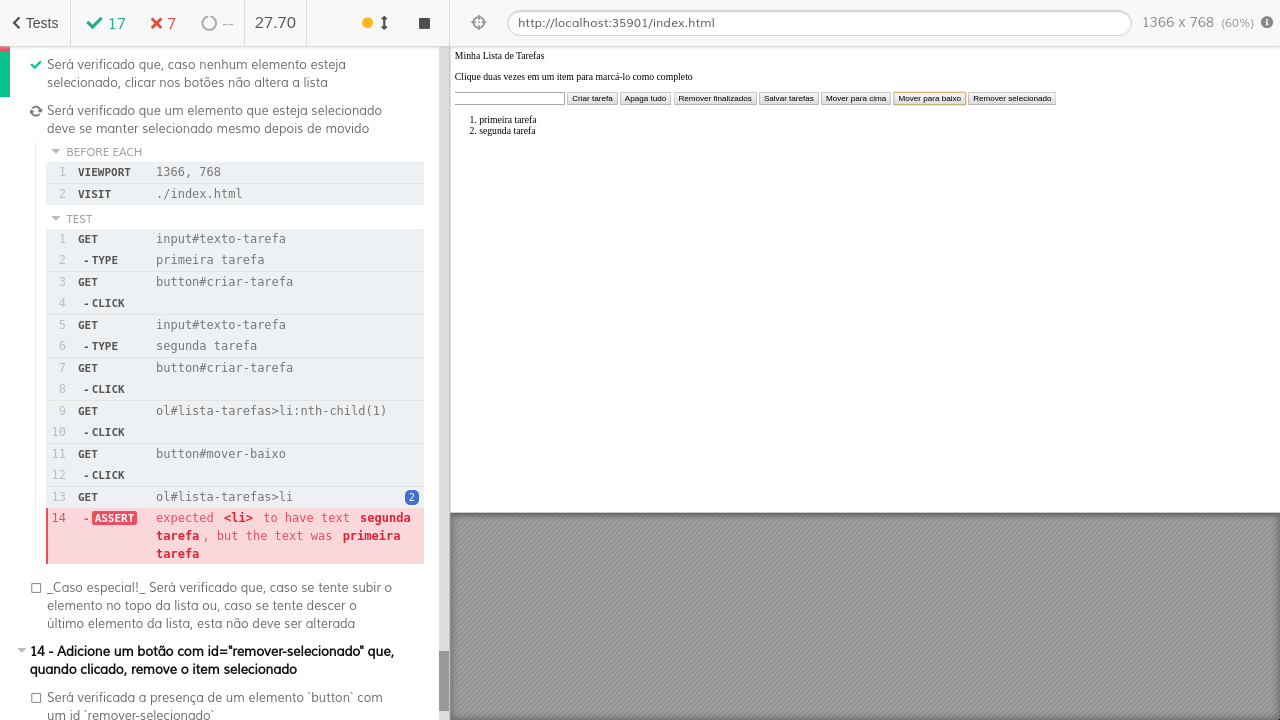 Tests 17 7 -- 27.70
http://localhost:35901/index.html 1366 x 768 (60%)
Será verificado que, caso nenhum elemento esteja
selecionado, clicar nos botões não altera a lista
Será verificado que um elemento que esteja selecionado
deve se manter selecionado mesmo depois de movido
BEFORE EACH
1 VIEWPORT 1366, 768
2 VISIT ./index.html
TEST
1 GET input#texto-tarefa
2 -TYPE primeira tarefa
3 GET button#criar-tarefa
4 -CLICK
5 GET input#texto-tarefa
6 -TYPE segunda tarefa
7 GET button#criar-tarefa
8 -CLICK
9 GET ol#lista-tarefas>li:nth-child(1)
10 -CLICK
11 GET button#mover-baixo
12 -CLICK
13 GET ol#lista-tarefas>li 2
14 -ASSERT expected <li> to have text segunda
tarefa, but the text was primeira
tarefa
_Caso especial!_ Será verificado que, caso se tente subir o
elemento no topo da lista ou, caso se tente descer o
último elemento da lista, esta não deve ser alterada
14 - Adicione um botão com id="remover-selecionado" que,
quando clicado, remove o item selecionado
Será verificada a presença de um elemento `button` com
um id `remover-selecionado`
Minha Lista de Tarefas
Clique duas vezes em um item para marcá-lo como completo
Criar tarefa Apaga tudo Remover finalizados Salvar tarefas Mover para cima Mover para baixo Remover selecionado
1. primeira tarefa
2. segunda tarefa